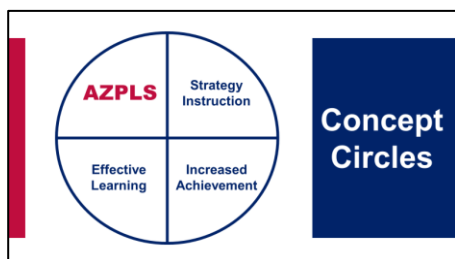 AZPLS
Strategy
Instruction
Effective
Learning
Increased
Achievement
Concept
Circles